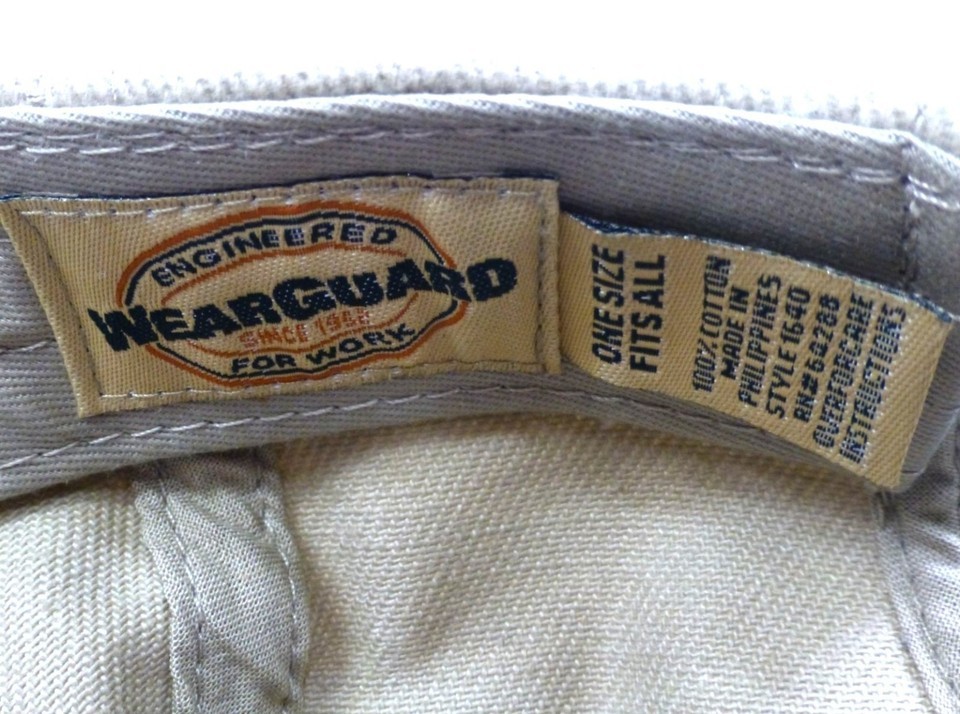 ENGINEERED
WEARGUARD
SINCE
FOR WORK
ONE SIZE
FITS ALL
100% COTTON
MADE IN
PHILIPPINES
STYLE 1640
RN# 64288
OVER FOR CARE
INSTRUCTIONS